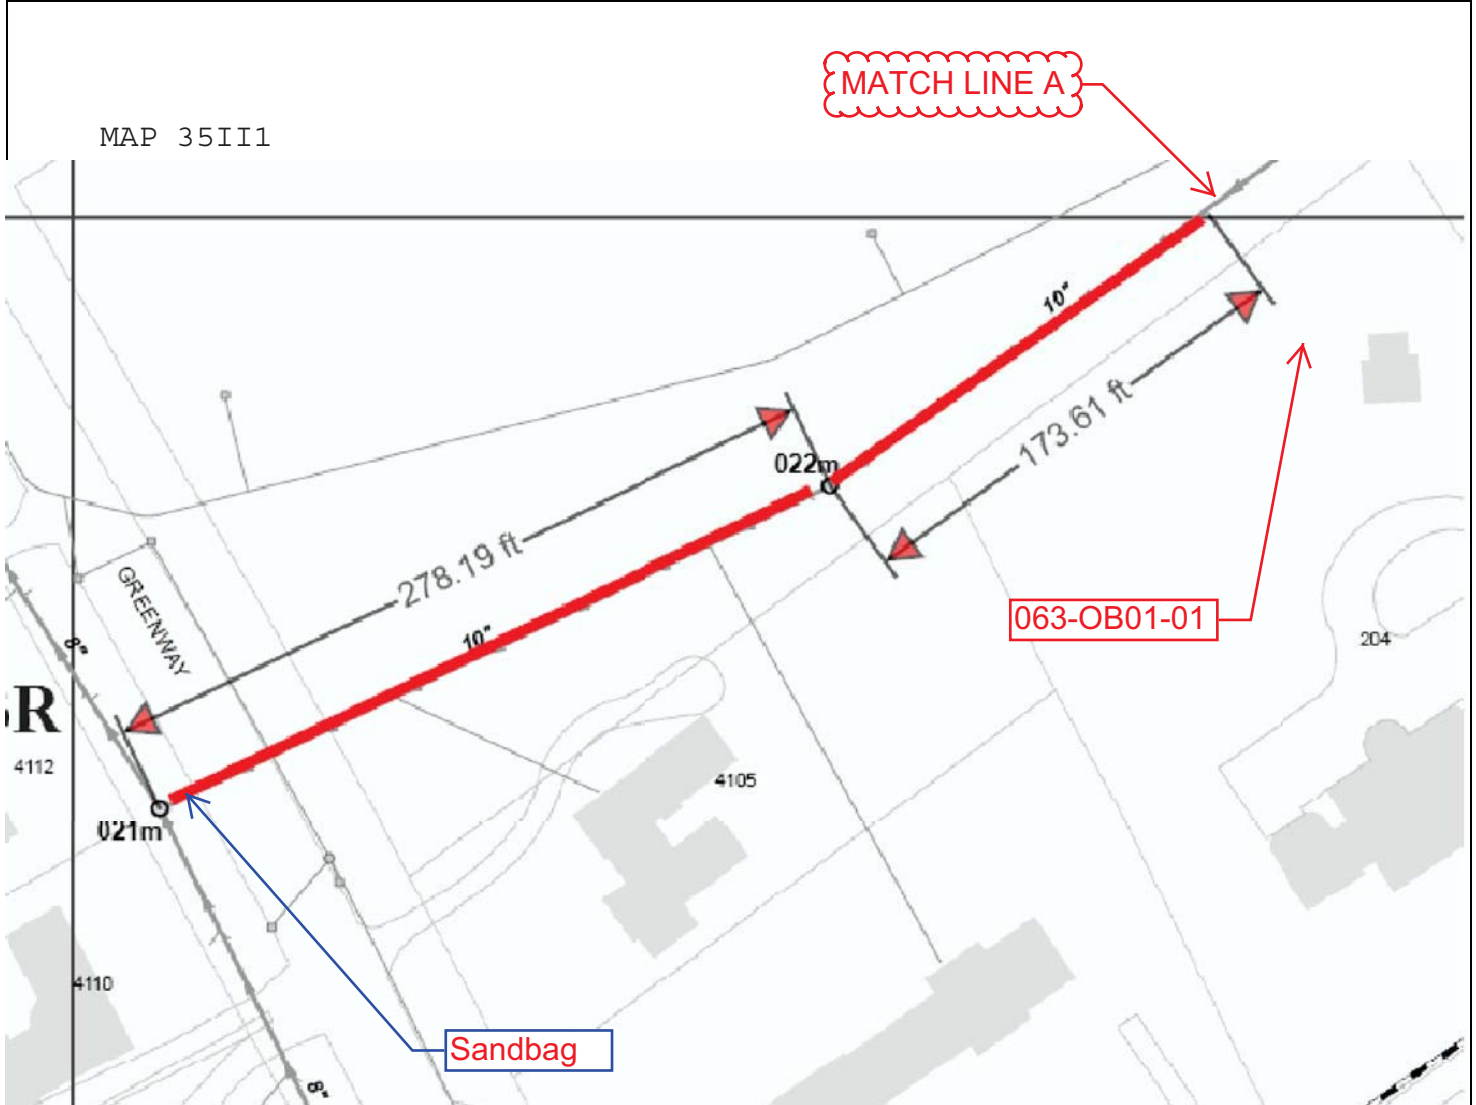 MATCH LINE A
MAP 35II1
10"
173.61 ft
022m
278.19 ft
063-OB01-01
GREENWAY
10"
204
8"
R
4112
4105
021m
4110
Sandbag
8"